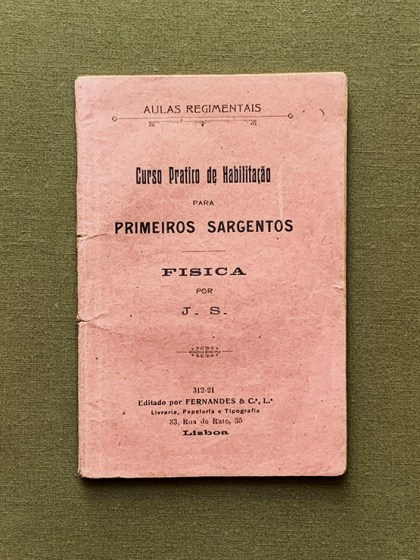 AULAS REGIMENTAIS
Curso Pratico de Habilitação
PARA
PRIMEIROS SARGENTOS
FISICA
POR
J. S.
312-21
Editado por FERNANDES & C.ª, L.ª
Livraria, Papelaria e Tipografia
33, Rua do Rato, 35
Lisboa